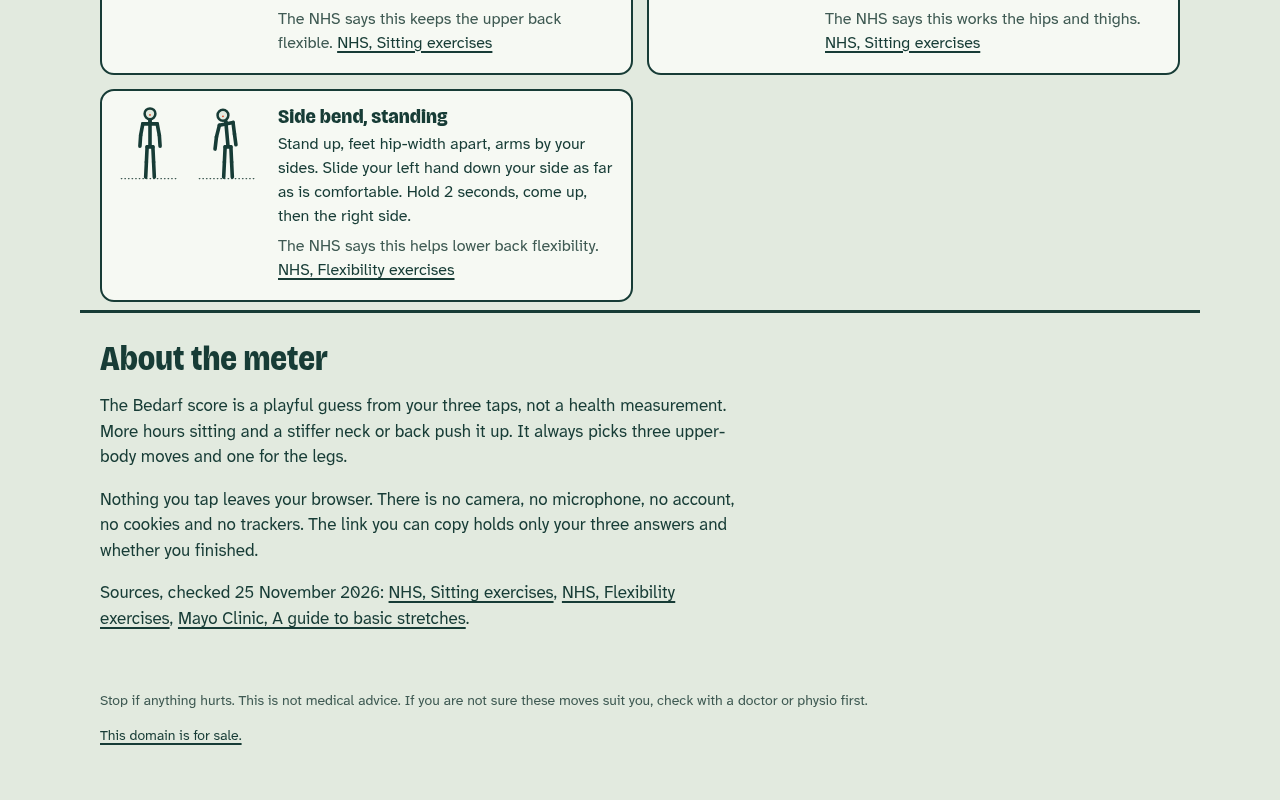 The NHS says this keeps the upper back
flexible. NHS, Sitting exercises
The NHS says this works the hips and thighs.
NHS, Sitting exercises
Side bend, standing
Stand up, feet hip-width apart, arms by your
sides. Slide your left hand down your side as far
as is comfortable. Hold 2 seconds, come up,
then the right side.
The NHS says this helps lower back flexibility.
NHS, Flexibility exercises
About the meter
The Bedarf score is a playful guess from your three taps, not a health measurement.
More hours sitting and a stiffer neck or back push it up. It always picks three upper-
body moves and one for the legs.
Nothing you tap leaves your browser. There is no camera, no microphone, no account,
no cookies and no trackers. The link you can copy holds only your three answers and
whether you finished.
Sources, checked 25 November 2026: NHS, Sitting exercises, NHS, Flexibility
exercises, Mayo Clinic, A guide to basic stretches.
Stop if anything hurts. This is not medical advice. If you are not sure these moves suit you, check with a doctor or physio first.
This domain is for sale.